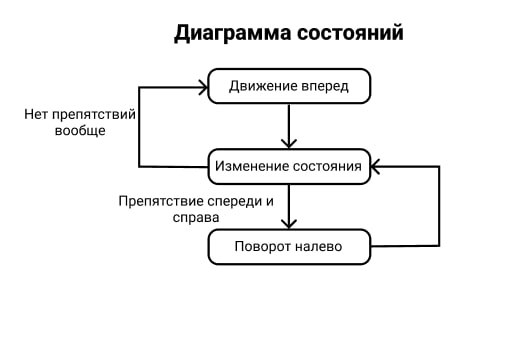 Диаграмма состояний
Движение вперед
Нет препятствий
вообще
Изменение состояния
Препятствие спереди и
справа
Поворот налево